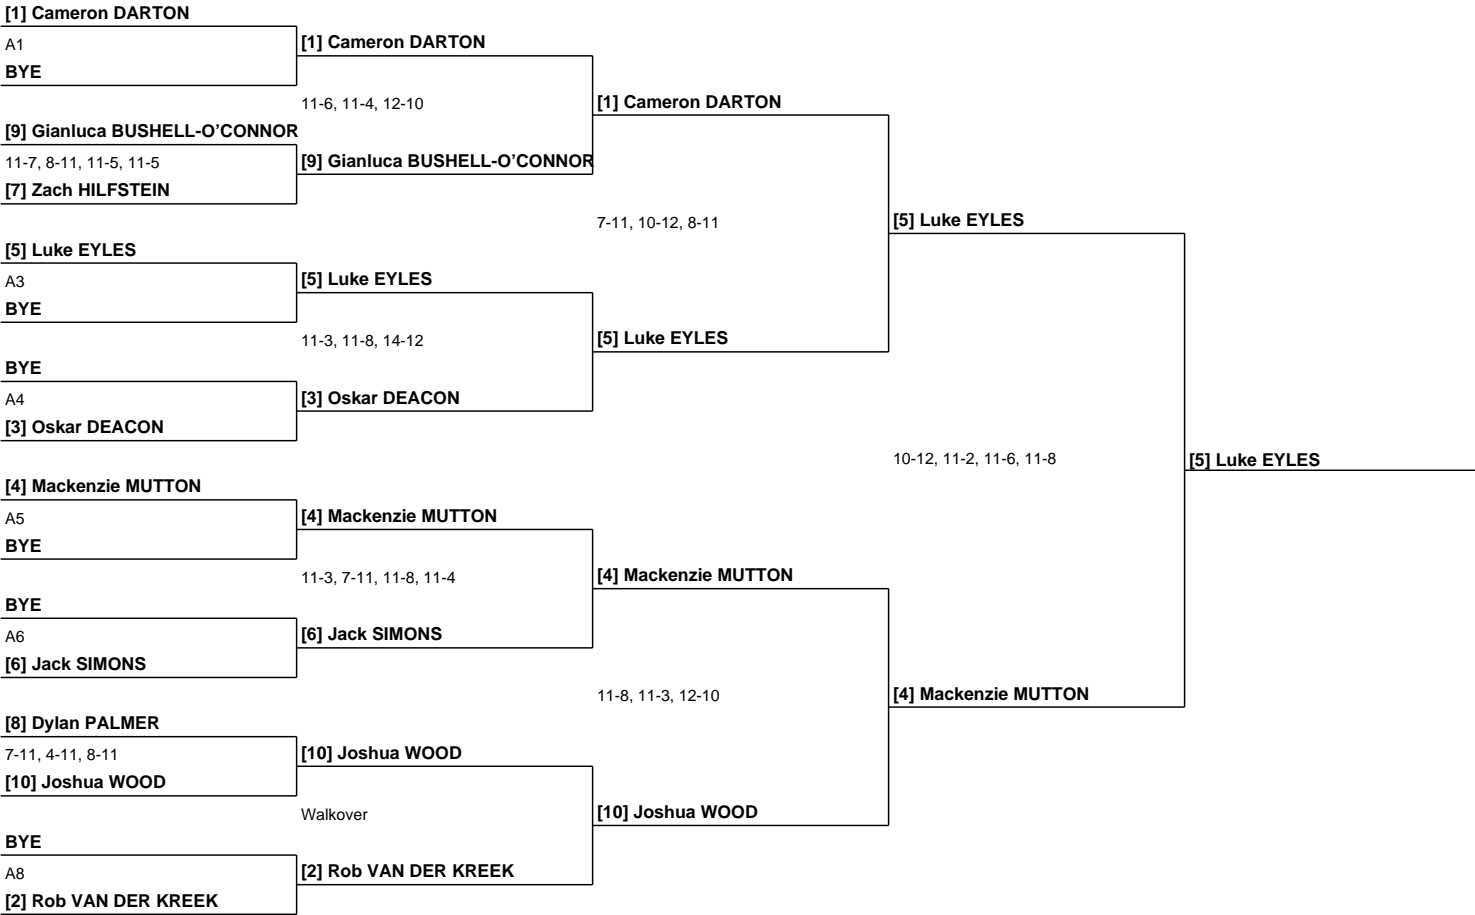 [1] Cameron DARTON
A1
BYE
[9] Gianluca BUSHELL-O’CONNOR
11-7, 8-11, 11-5, 11-5
[7] Zach HILFSTEIN
[5] Luke EYLES
A3
BYE
BYE
A4
[3] Oskar DEACON
[4] Mackenzie MUTTON
A5
BYE
BYE
A6
[6] Jack SIMONS
[8] Dylan PALMER
7-11, 4-11, 8-11
[10] Joshua WOOD
BYE
A8
[2] Rob VAN DER KREEK
[1] Cameron DARTON
11-6, 11-4, 12-10
[9] Gianluca BUSHELL-O’CONNOR
[5] Luke EYLES
11-3, 11-8, 14-12
[3] Oskar DEACON
[4] Mackenzie MUTTON
11-3, 7-11, 11-8, 11-4
[6] Jack SIMONS
[10] Joshua WOOD
Walkover
[2] Rob VAN DER KREEK
[1] Cameron DARTON
7-11, 10-12, 8-11
[5] Luke EYLES
[4] Mackenzie MUTTON
11-8, 11-3, 12-10
[10] Joshua WOOD
[5] Luke EYLES
10-12, 11-2, 11-6, 11-8
[4] Mackenzie MUTTON
[5] Luke EYLES